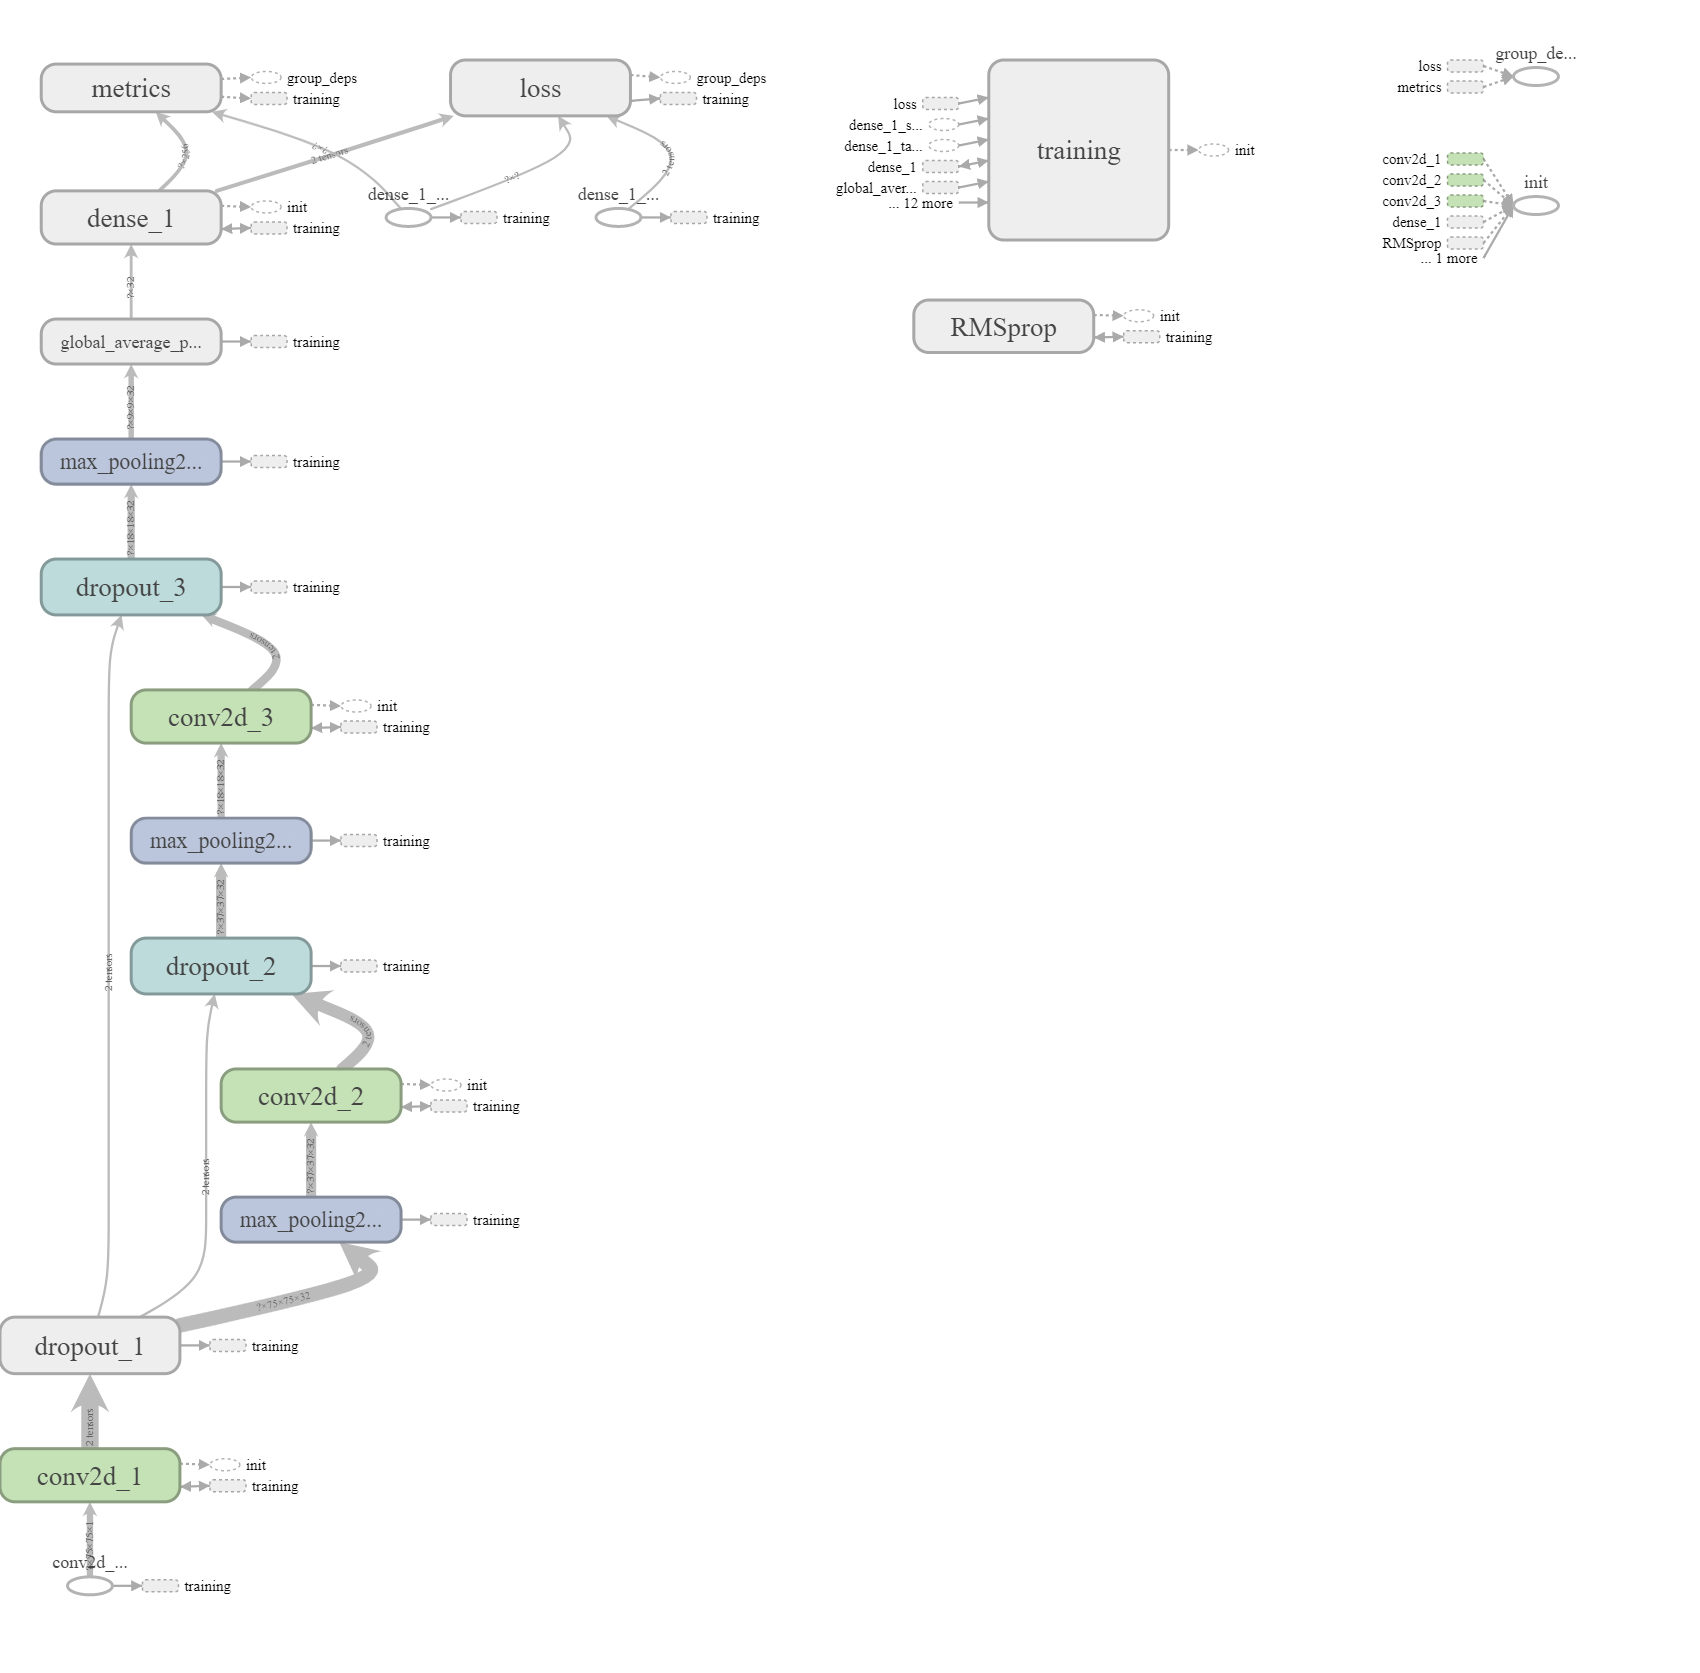 metrics
group_deps
training
loss
group_deps
training
?×250
2 tensors
?×?
2 tensors
dense_1_...
training
dense_1_...
training
dense_1
init
training
?×32
global_average_p...
training
?×9×9×32
max_pooling2...
training
?×18×18×32
dropout_3
training
2 tensors
conv2d_3
init
training
?×18×18×32
max_pooling2...
training
?×37×37×32
dropout_2
training
2 tensors
2 tensors
conv2d_2
init
training
?×37×37×32
2 tensors
max_pooling2...
training
?×75×75×32
dropout_1
training
2 tensors
conv2d_1
init
training
conv2d_...
training
loss
dense_1_s...
dense_1_ta...
dense_1
global_aver...
... 12 more
training
init
RMSprop
init
training
group_de...
loss
metrics
init
conv2d_1
conv2d_2
conv2d_3
dense_1
RMSprop
... 1 more